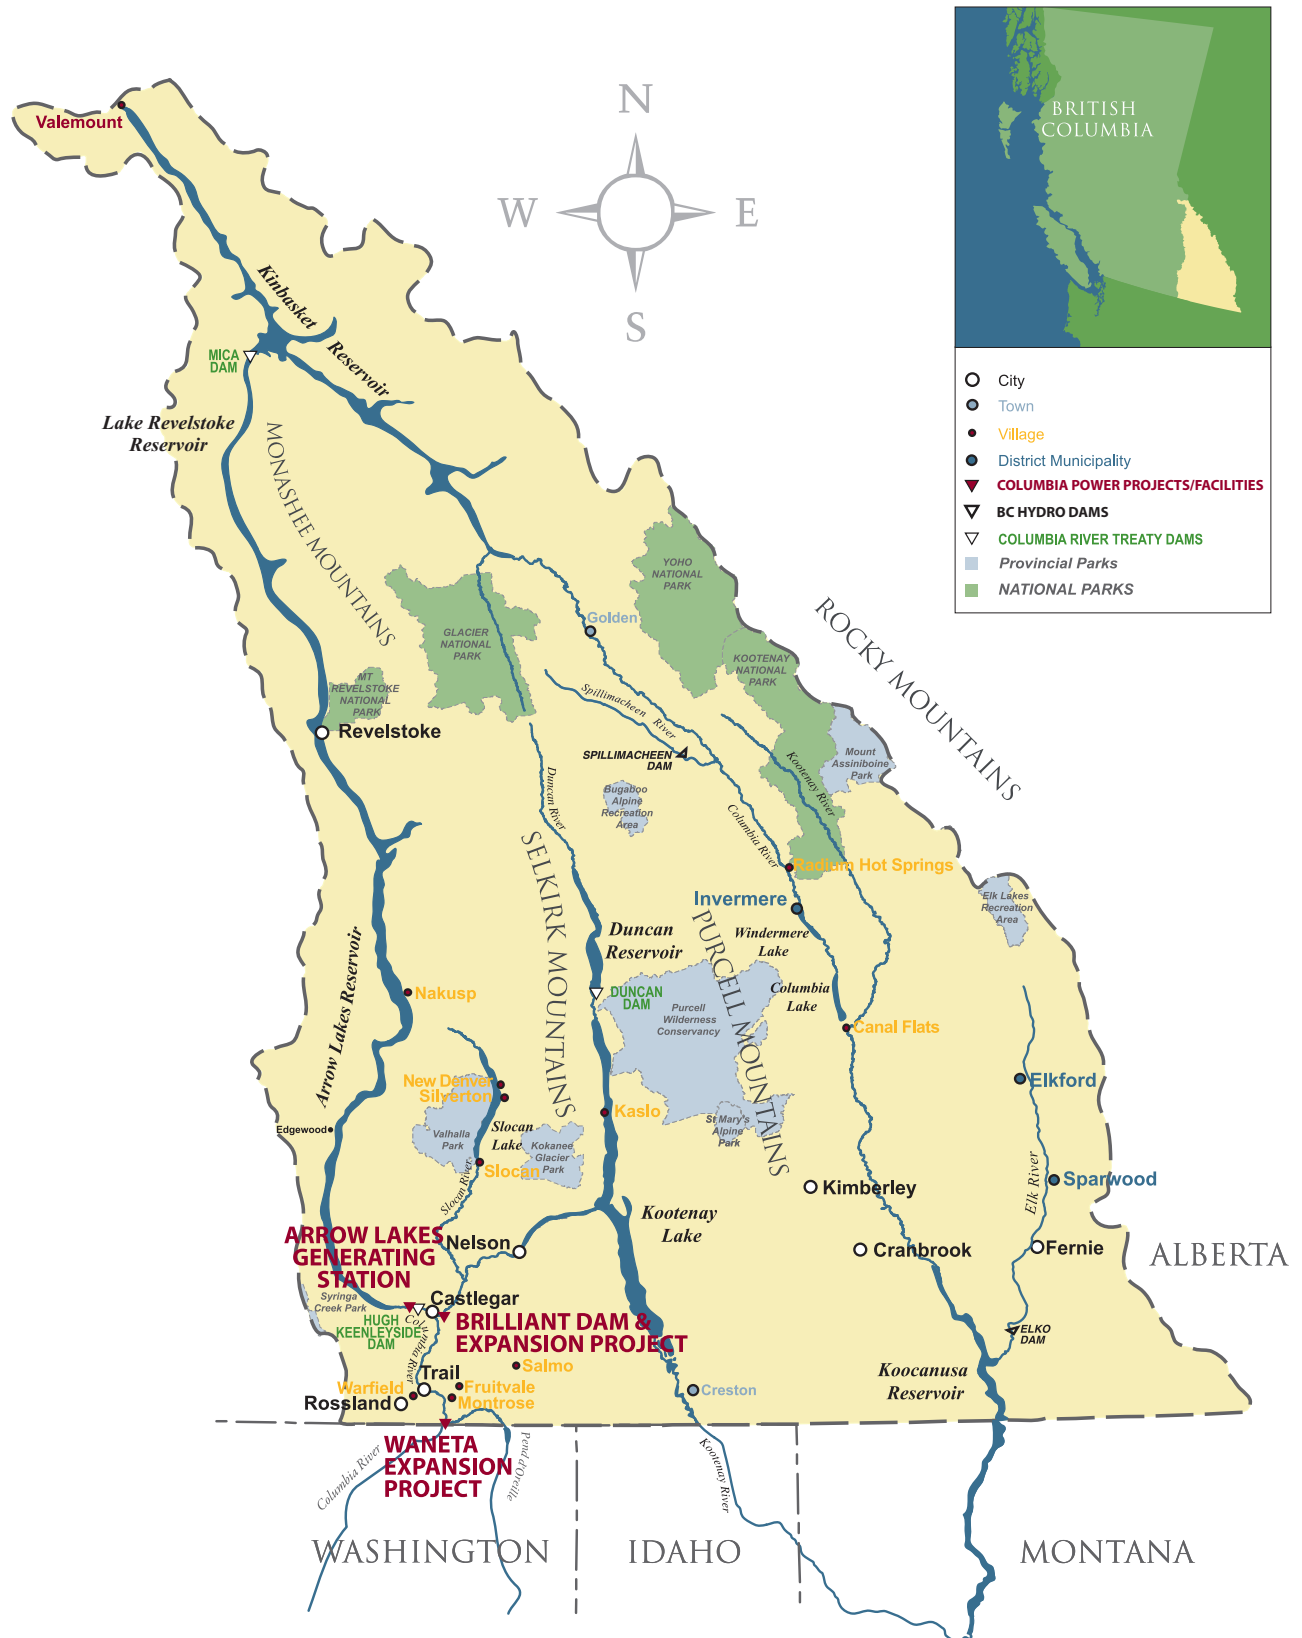 N
W
E
S
BRITISH
COLUMBIA
City
Town
Village
District Municipality
COLUMBIA POWER PROJECTS/FACILITIES
BC HYDRO DAMS
COLUMBIA RIVER TREATY DAMS
Provincial Parks
NATIONAL PARKS
Valemount
Kinbasket
Reservoir
MICA
DAM
Lake Revelstoke
Reservoir
MONASHEE MOUNTAINS
YOHO
NATIONAL
PARK
ROCKY MOUNTAINS
Golden
GLACIER
NATIONAL
PARK
KOOTENAY
NATIONAL
PARK
MT
REVELSTOKE
NATIONAL
PARK
Revelstoke
Spillimacheen River
SPILLIMACHEEN
DAM
Mount
Assiniboine
Park
Kootenay River
Duncan River
Bugaboo
Alpine
Recreation
Area
Columbia River
SELKIRK MOUNTAINS
Radium Hot Springs
Invermere
Elk Lakes
Recreation
Area
PURCELL MOUNTAINS
Windermere
Lake
Duncan
Reservoir
Arrow Lakes Reservoir
Nakusp
DUNCAN
DAM
Columbia
Lake
Purcell
Wilderness
Conservancy
Canal Flats
New Denver
Silverton
Elkford
Kaslo
Edgewood
Valhalla
Park
Slocan
Lake
Kokanee
Glacier
Park
St Mary's
Alpine
Park
Slocan
Slocan River
Kimberley
Sparwood
Elk River
Kootenay
Lake
ARROW LAKES
GENERATING
STATION
Nelson
Cranbrook
Fernie
ALBERTA
Syringa
Creek Park
Castlegar
HUGH
KEENLEYSIDE
DAM
Columbia River
BRILLIANT DAM &
EXPANSION PROJECT
ELKO
DAM
Salmo
Trail
Koocanusa
Reservoir
Warfield
Fruitvale
Montrose
Rossland
Creston
WANETA
EXPANSION
PROJECT
Columbia River
Pend d'Oreille
Kootenay River
WASHINGTON
IDAHO
MONTANA